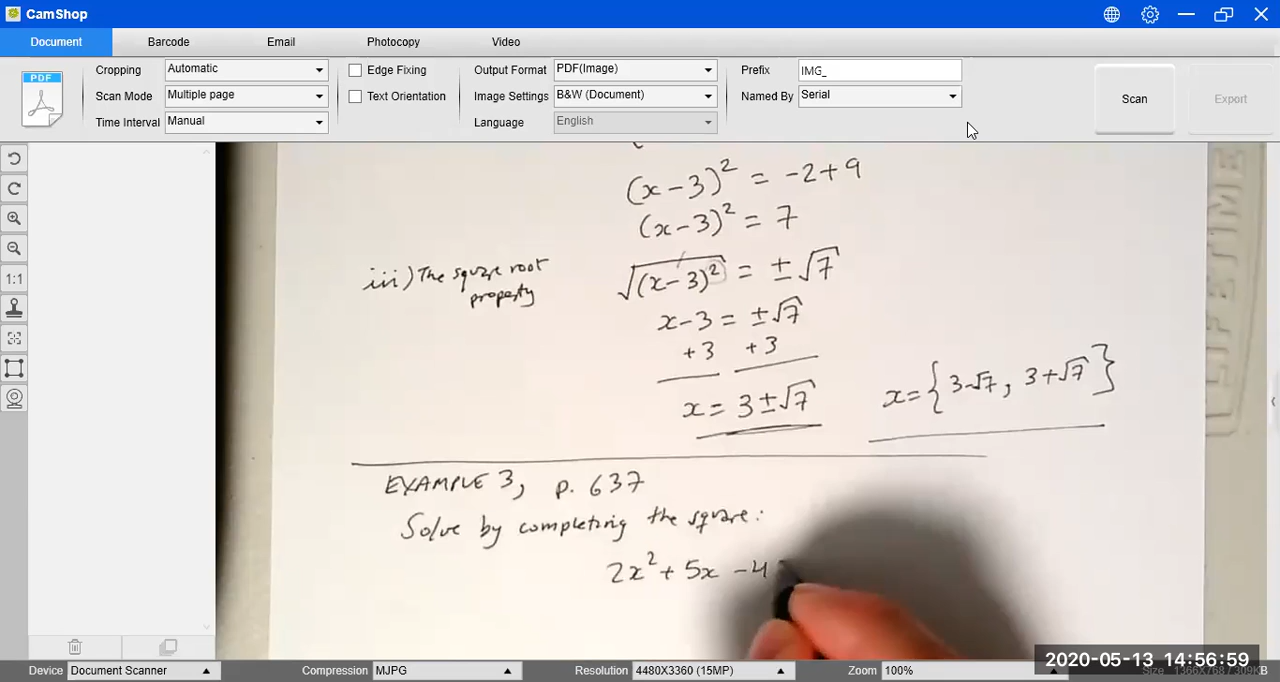 CamShop
Document Barcode Email Photocopy Video
Cropping Automatic Edge Fixing Output Format PDF(Image) Prefix IMG_
PDF Scan Mode Multiple page Text Orientation Image Settings B&W (Document) Named By Serial Scan Export
Time Interval Manual Language English
(x-3)² = -2+9
(x-3)² = 7
iii) The square root property
√(x-3)² = ±√7
x-3 = ±√7
+3 +3
x = 3±√7
x = {3-√7, 3+√7}
EXAMPLE 3, p. 637
Solve by completing the square:
2x² + 5x - 4
1:1
LIFETIME
Device Document Scanner Compression MJPG Resolution 4480X3360 (15MP) Zoom 100%
2020-05-13 14:56:59